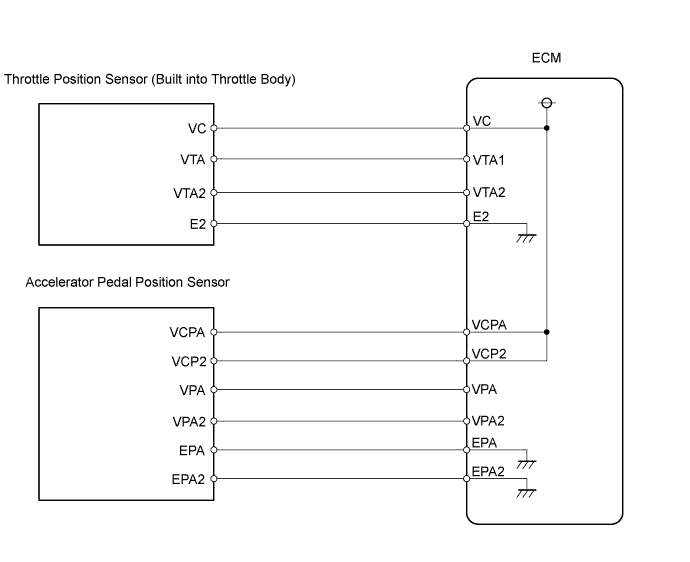 ECM
Throttle Position Sensor (Built into Throttle Body)
VC VC
VTA VTA1
VTA2 VTA2
E2 E2
Accelerator Pedal Position Sensor
VCPA VCPA
VCP2 VCP2
VPA VPA
VPA2 VPA2
EPA EPA
EPA2 EPA2